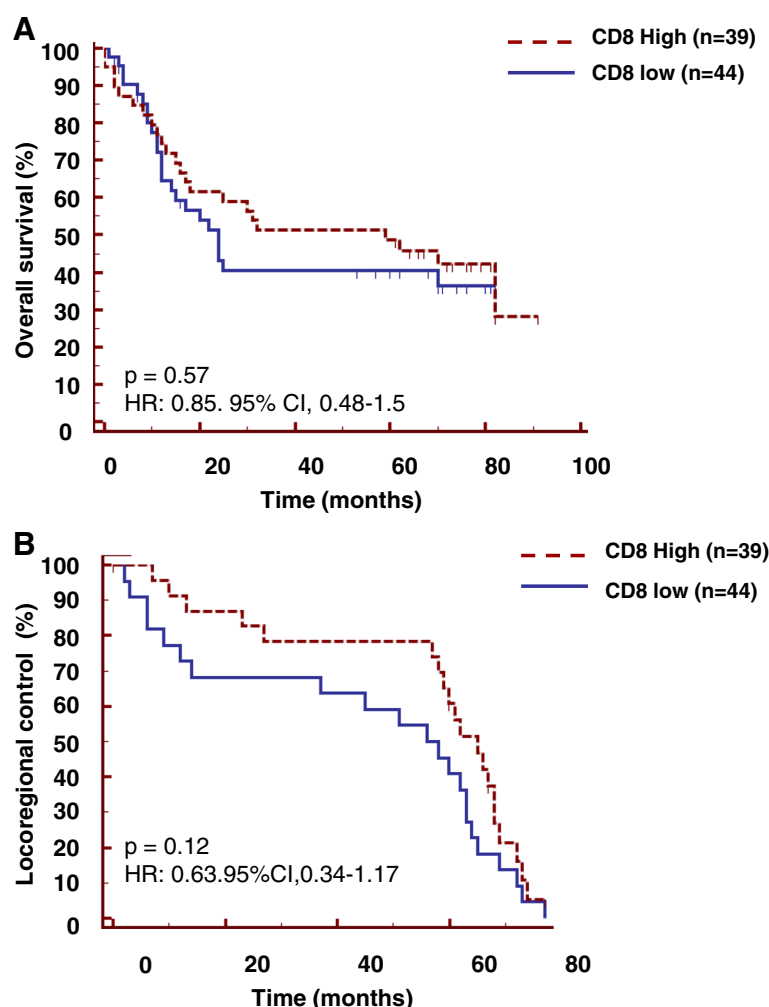 A
CD8 High (n=39)
CD8 low (n=44)
Overall survival (%)
100
90
80
70
60
50
40
30
20
10
0
p = 0.57
HR: 0.85. 95% CI, 0.48-1.5
0 20 40 60 80 100
Time (months)
B
CD8 High (n=39)
CD8 low (n=44)
Locoregional control (%)
100
90
80
70
60
50
40
30
20
10
0
p = 0.12
HR: 0.63.95%CI,0.34-1.17
0 20 40 60 80
Time (months)